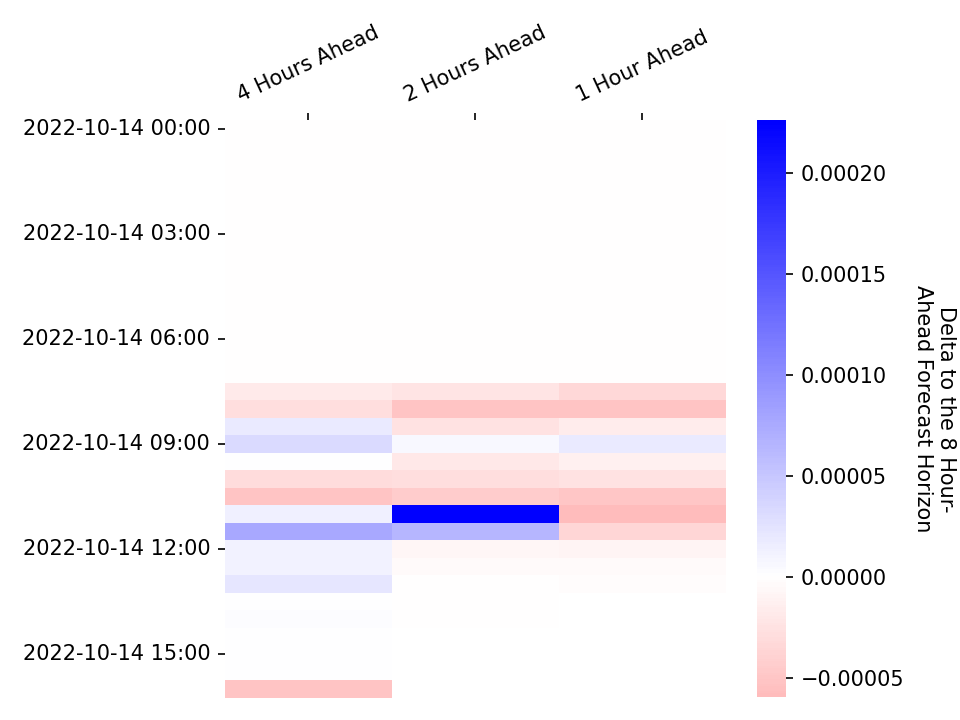 4 Hours Ahead
2 Hours Ahead
1 Hour Ahead
2022-10-14 00:00
2022-10-14 03:00
2022-10-14 06:00
2022-10-14 09:00
2022-10-14 12:00
2022-10-14 15:00
0.00020
0.00015
0.00010
0.00005
0.00000
−0.00005
Delta to the 8 Hour-
Ahead Forecast Horizon